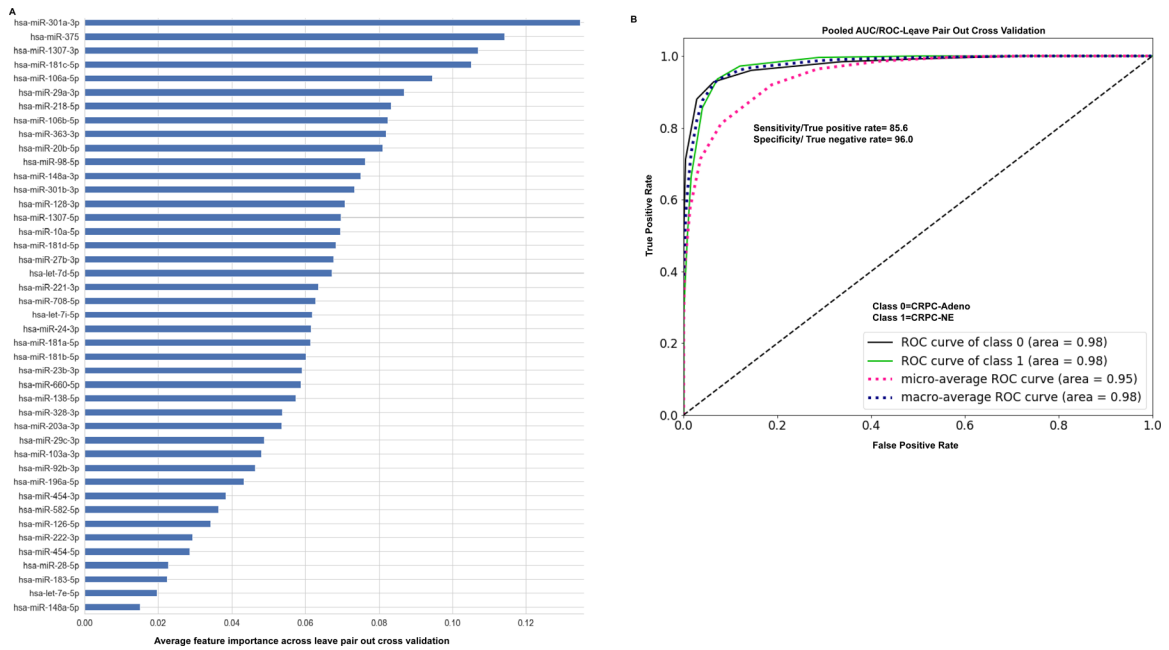 A
hsa-miR-301a-3p
hsa-miR-375
hsa-miR-1307-3p
hsa-miR-181c-5p
hsa-miR-106a-5p
hsa-miR-29a-3p
hsa-miR-218-5p
hsa-miR-106b-5p
hsa-miR-363-3p
hsa-miR-20b-5p
hsa-miR-98-5p
hsa-miR-148a-3p
hsa-miR-301b-3p
hsa-miR-128-3p
hsa-miR-1307-5p
hsa-miR-10a-5p
hsa-miR-181d-5p
hsa-miR-27b-3p
hsa-let-7d-5p
hsa-miR-221-3p
hsa-miR-708-5p
hsa-let-7i-5p
hsa-miR-24-3p
hsa-miR-181a-5p
hsa-miR-181b-5p
hsa-miR-23b-3p
hsa-miR-660-5p
hsa-miR-138-5p
hsa-miR-328-3p
hsa-miR-203a-3p
hsa-miR-29c-3p
hsa-miR-103a-3p
hsa-miR-92b-3p
hsa-miR-196a-5p
hsa-miR-454-3p
hsa-miR-582-5p
hsa-miR-126-5p
hsa-miR-222-3p
hsa-miR-454-5p
hsa-miR-28-5p
hsa-miR-183-5p
hsa-let-7e-5p
hsa-miR-148a-5p
0.00 0.02 0.04 0.06 0.08 0.10 0.12
Average feature importance across leave pair out cross validation
B
Pooled AUC/ROC-Leave Pair Out Cross Validation
1.0
0.8
0.6
0.4
0.2
0.0
True Positive Rate
Sensitivity/True positive rate= 85.6
Specificity/ True negative rate= 96.0
Class 0=CRPC-Adeno
Class 1=CRPC-NE
ROC curve of class 0 (area = 0.98)
ROC curve of class 1 (area = 0.98)
micro-average ROC curve (area = 0.95)
macro-average ROC curve (area = 0.98)
0.0 0.2 0.4 0.6 0.8 1.0
False Positive Rate